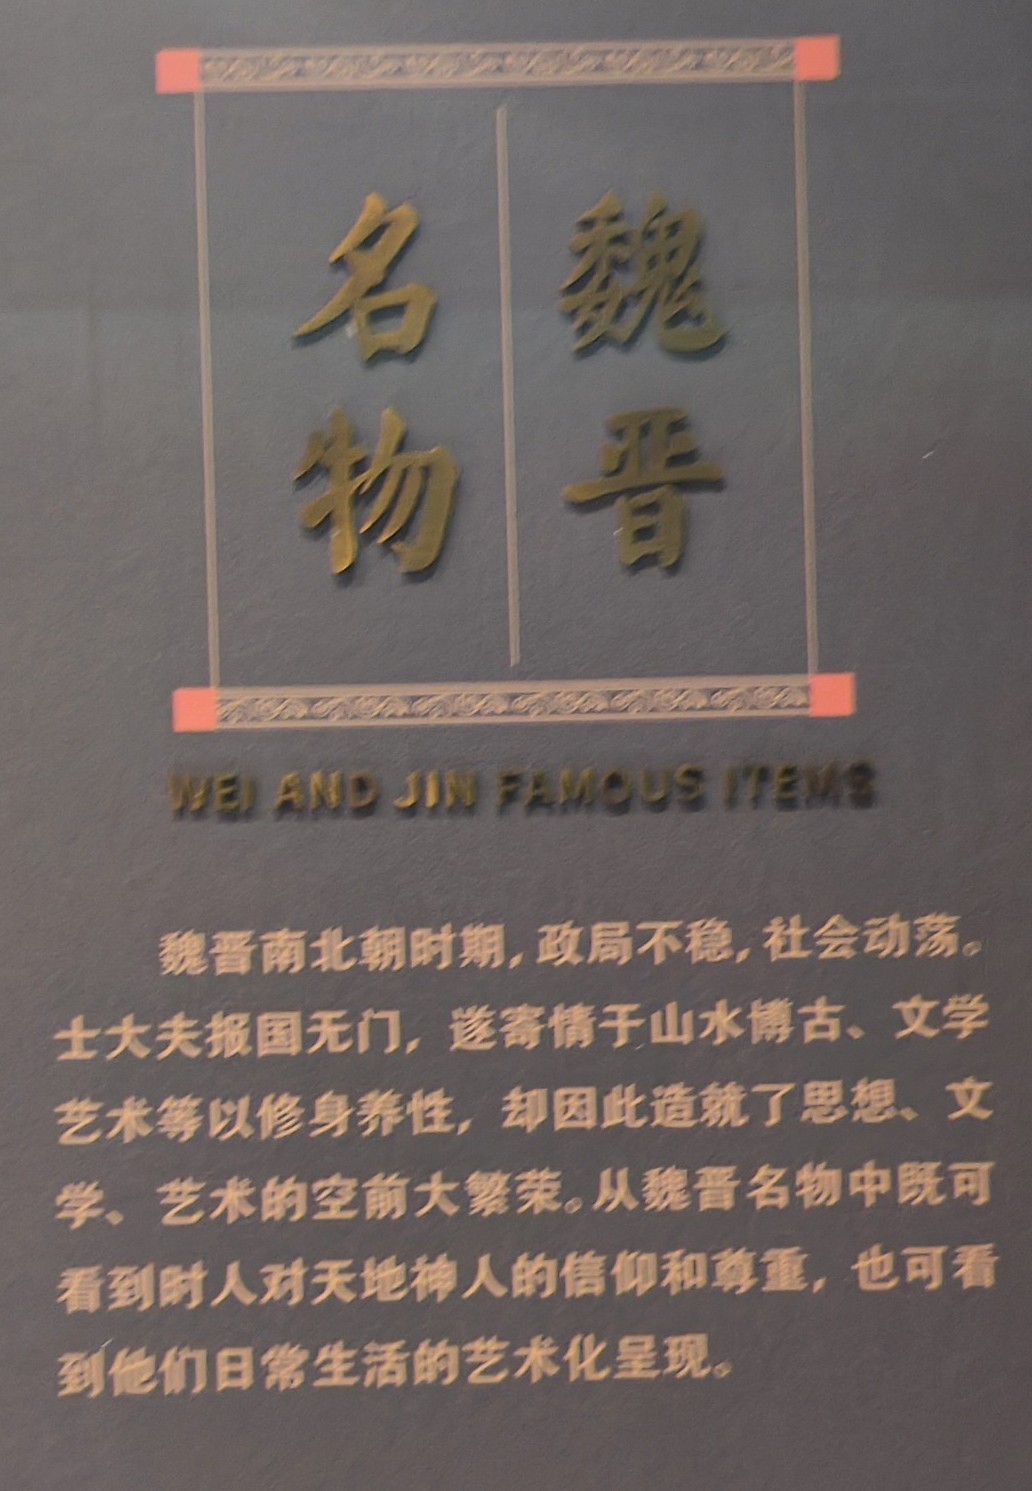 魏晋
名物
WEI AND JIN FAMOUS ITEMS
魏晋南北朝时期,政局不稳,社会动荡。
士大夫报国无门,遂寄情于山水博古、文学
艺术等以修身养性,却因此造就了思想、文
学、艺术的空前大繁荣。从魏晋名物中既可
看到时人对天地神人的信仰和尊重,也可看
到他们日常生活的艺术化呈现。